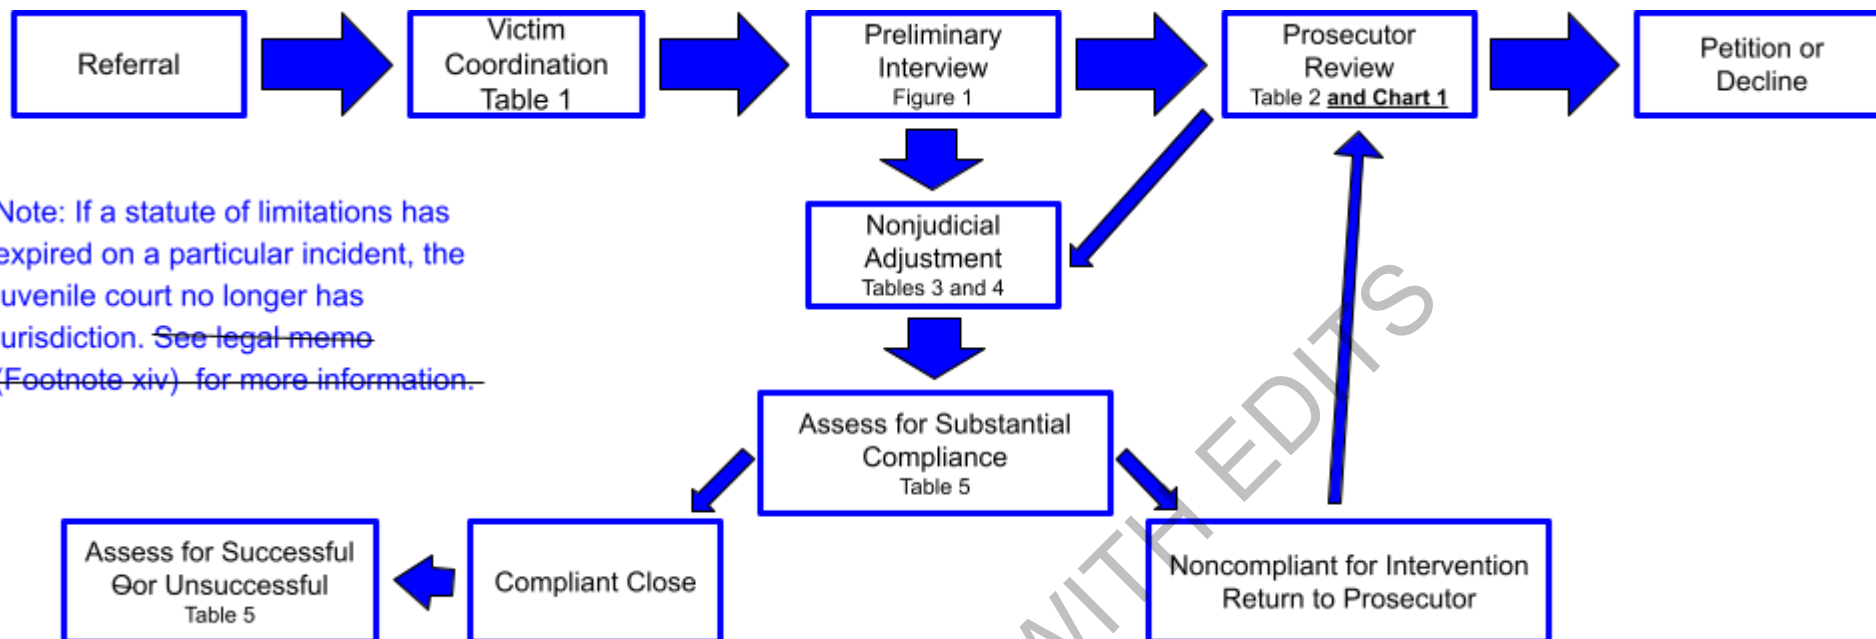 Referral
Victim
Coordination
Table 1
Preliminary
Interview
Figure 1
Prosecutor
Review
Table 2 and Chart 1
Petition or
Decline
Note: If a statute of limitations has
expired on a particular incident, the
uvenile court no longer has
urisdiction. See legal memo
(Footnote xiv)  for more information.
Nonjudicial
Adjustment
Tables 3 and 4
Assess for Substantial
Compliance
Table 5
Assess for Successful
Oor Unsuccessful
Table 5
Compliant Close
Noncompliant for Intervention
Return to Prosecutor
WITH EDITS